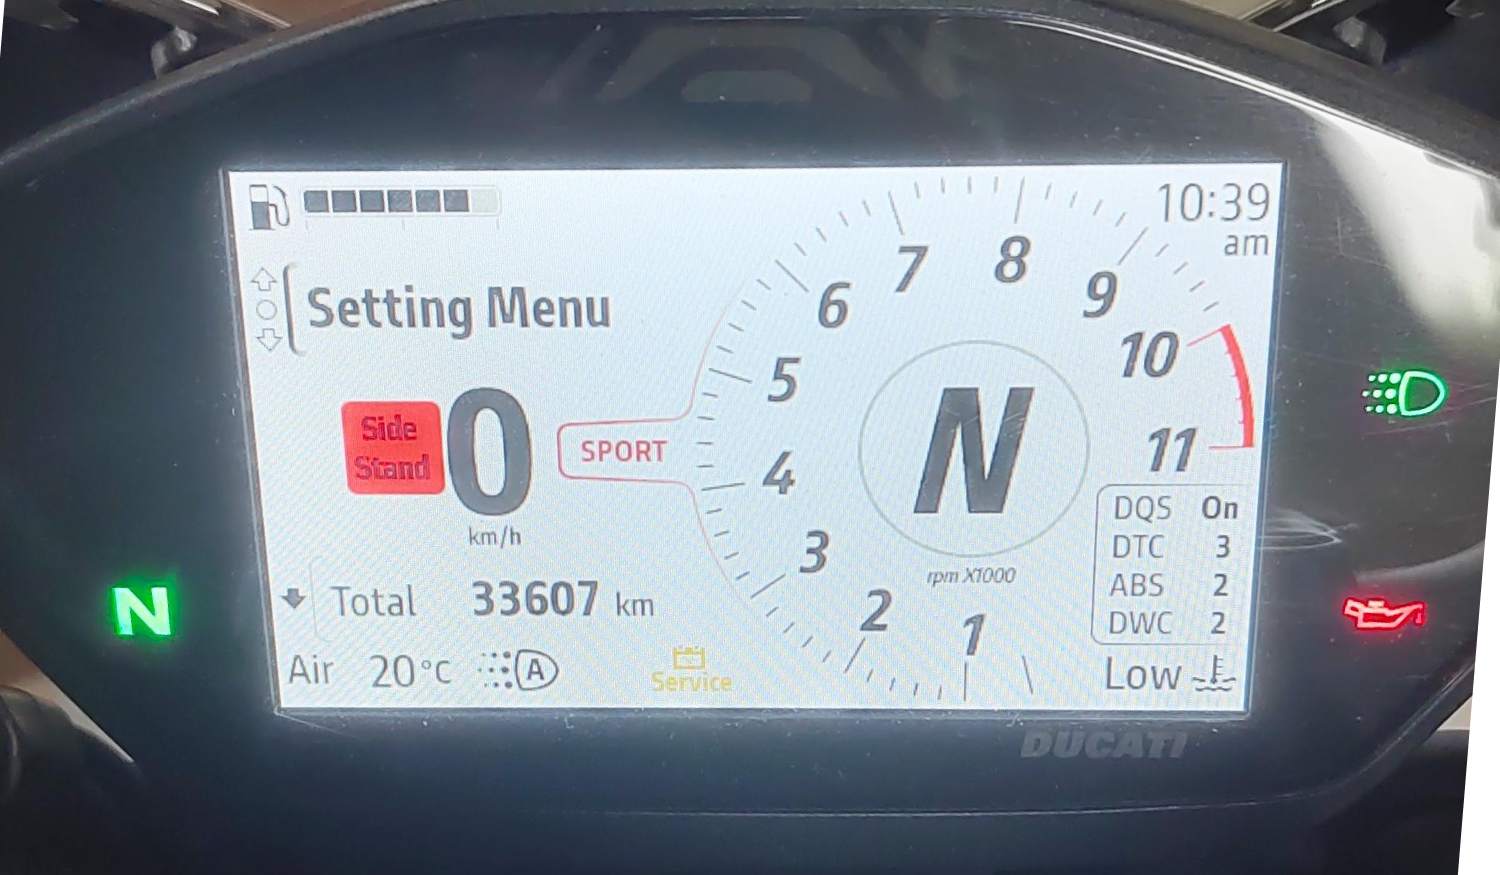 10:39
am
Setting Menu
Side
Stand
0
km/h
SPORT
1
2
3
4
5
6
7
8
9
10
11
N
rpm X1000
DQS On
DTC 3
ABS 2
DWC 2
Total 33607 km
Air 20°C A
Service
Low
N
DUCATI